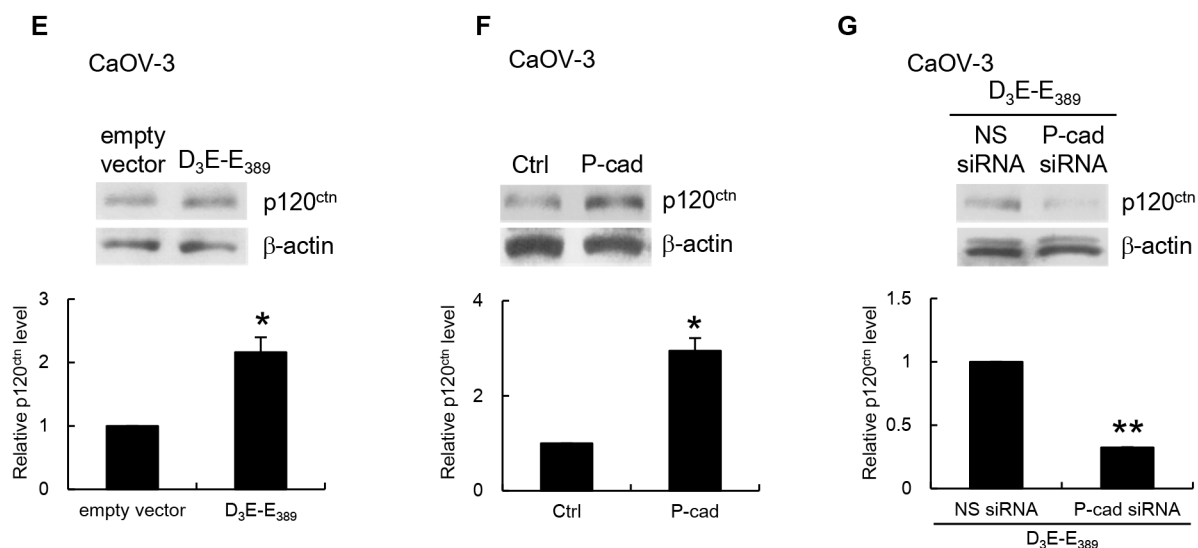 E
CaOV-3
empty
vector
D₃E-E₃₈₉
p120ᶜᵗⁿ
β-actin
Relative p120ᶜᵗⁿ level
3
2
1
0
*
empty vector
D₃E-E₃₈₉
F
CaOV-3
Ctrl
P-cad
p120ᶜᵗⁿ
β-actin
Relative p120ᶜᵗⁿ level
4
2
0
*
Ctrl
P-cad
G
CaOV-3
D₃E-E₃₈₉
NS
siRNA
P-cad
siRNA
p120ᶜᵗⁿ
β-actin
Relative p120ᶜᵗⁿ level
1.5
1
0.5
0
**
NS siRNA
P-cad siRNA
D₃E-E₃₈₉